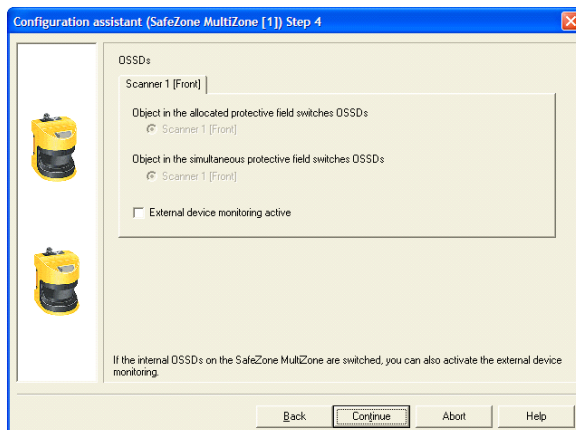 Configuration assistant (SafeZone MultiZone [1]) Step 4
OSSDs
Scanner 1 [Front]
Object in the allocated protective field switches OSSDs
Scanner 1 [Front]
Object in the simultaneous protective field switches OSSDs
Scanner 1 [Front]
External device monitoring active
If the internal OSSDs on the SafeZone MultiZone are switched, you can also activate the external device
monitoring.
Back Continue Abort Help